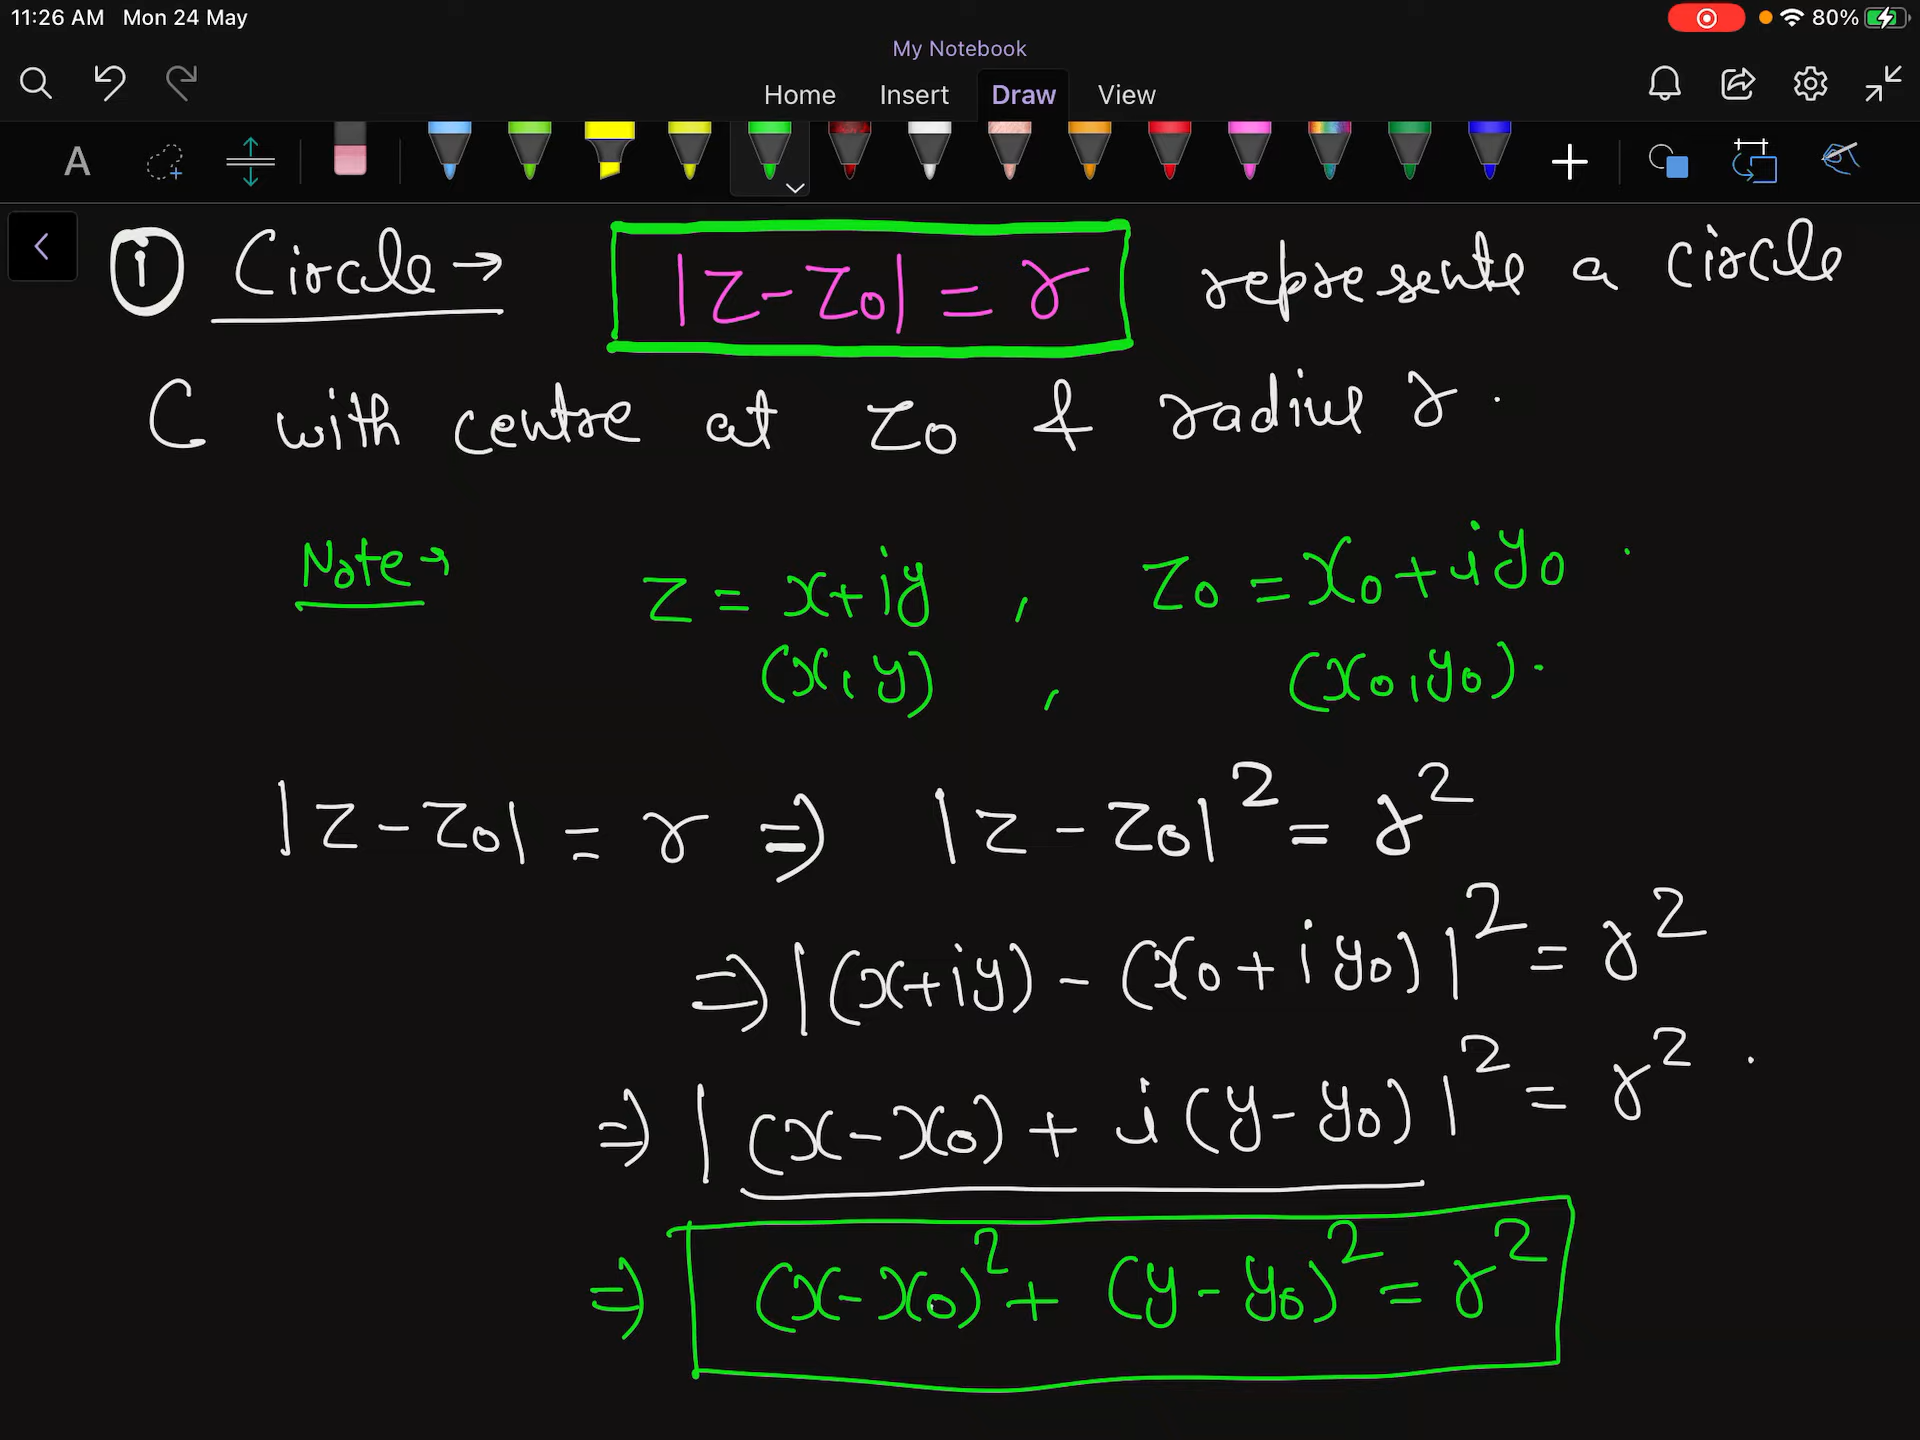 11:26 AM Mon 24 May
80%
My Notebook
Home Insert Draw View
A
① Circle → |z-z₀| = r represents a circle
C with centre at z₀ & radius r.
Note → z = x+iy , z₀ = x₀+iy₀ .
(x,y) , (x₀,y₀).
|z-z₀| = r ⇒ |z-z₀|² = r²
⇒ |(x+iy)-(x₀+iy₀)|² = r²
⇒ |(x-x₀)+i(y-y₀)|² = r² .
⇒ (x-x₀)²+(y-y₀)² = r²